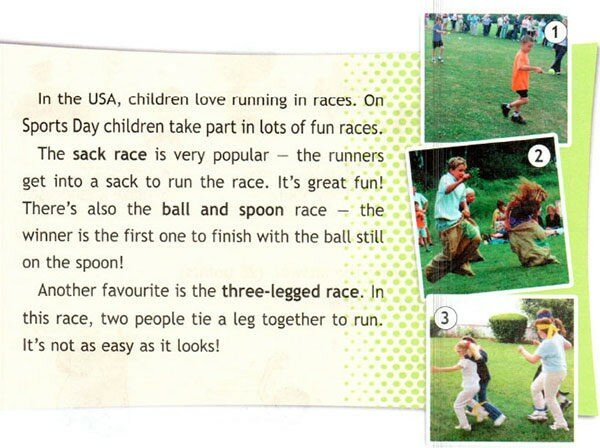 In the USA, children love running in races. On
Sports Day children take part in lots of fun races.
The sack race is very popular – the runners
get into a sack to run the race. It's great fun!
There's also the ball and spoon race – the
winner is the first one to finish with the ball still
on the spoon!
Another favourite is the three-legged race. In
this race, two people tie a leg together to run.
It's not as easy as it looks!
1
2
3